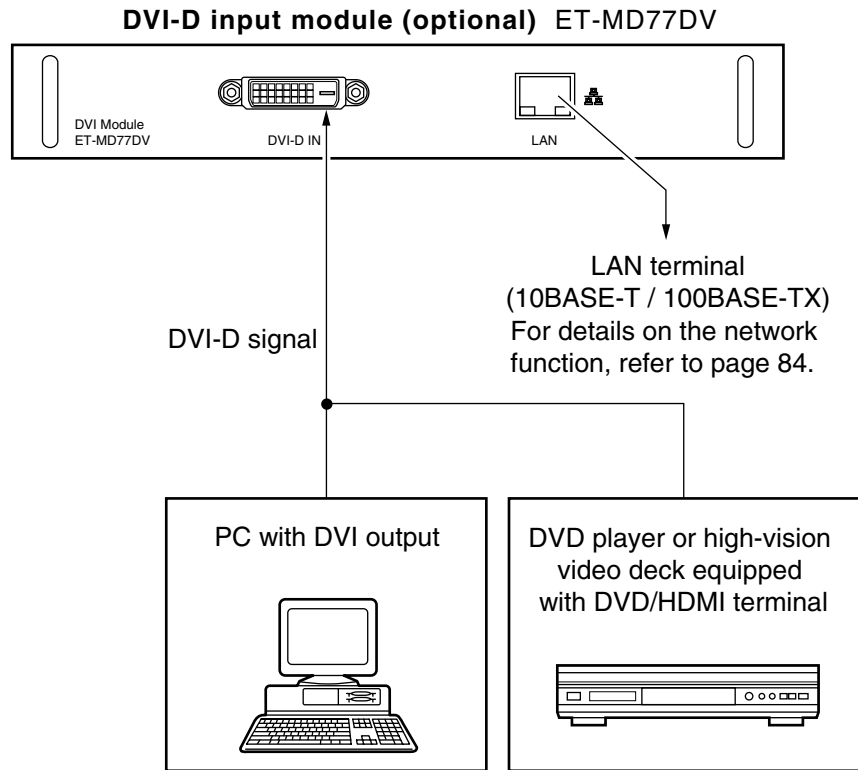 DVI-D input module (optional) ET-MD77DV
DVI Module
ET-MD77DV
DVI-D IN
LAN
LAN terminal
(10BASE-T / 100BASE-TX)
For details on the network
function, refer to page 84.
DVI-D signal
PC with DVI output
DVD player or high-vision
video deck equipped
with DVD/HDMI terminal